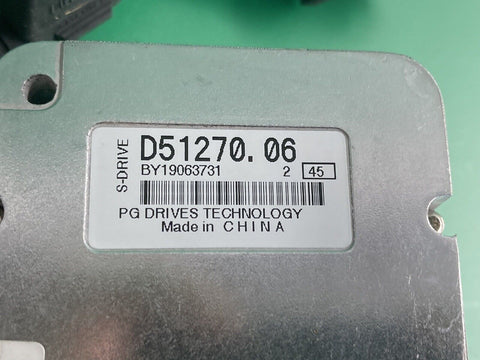 S-DRIVE
D51270.06
BY19063731 2 45
PG DRIVES TECHNOLOGY
Made in CHINA